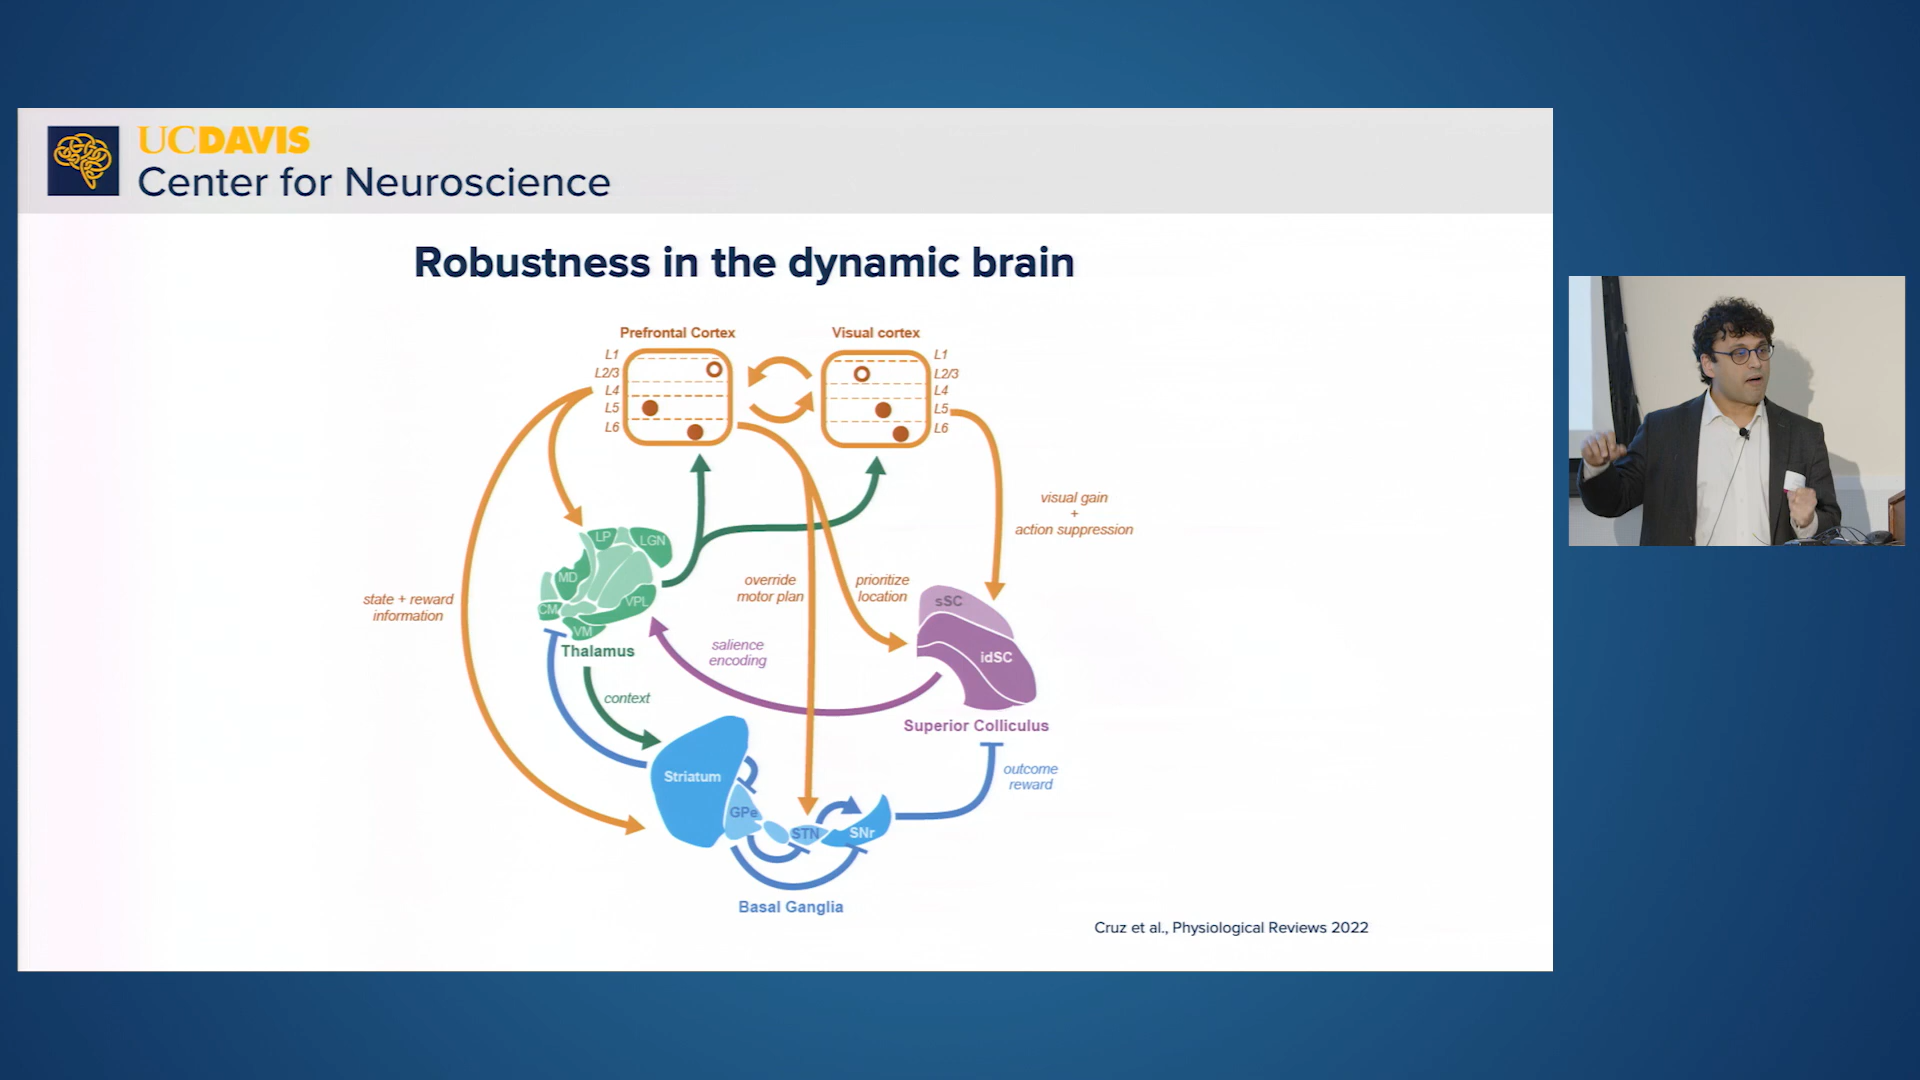 UCDAVIS
Center for Neuroscience
Robustness in the dynamic brain
Prefrontal Cortex
Visual cortex
L1
L2/3
L4
L5
L6
L1
L2/3
L4
L5
L6
visual gain
+
action suppression
LP
LGN
MD
CM
VPL
VM
Thalamus
state + reward
information
override
motor plan
prioritize
location
sSC
idSC
Superior Colliculus
salience
encoding
context
Striatum
GPe
STN
SNr
outcome
reward
Basal Ganglia
Cruz et al., Physiological Reviews 2022